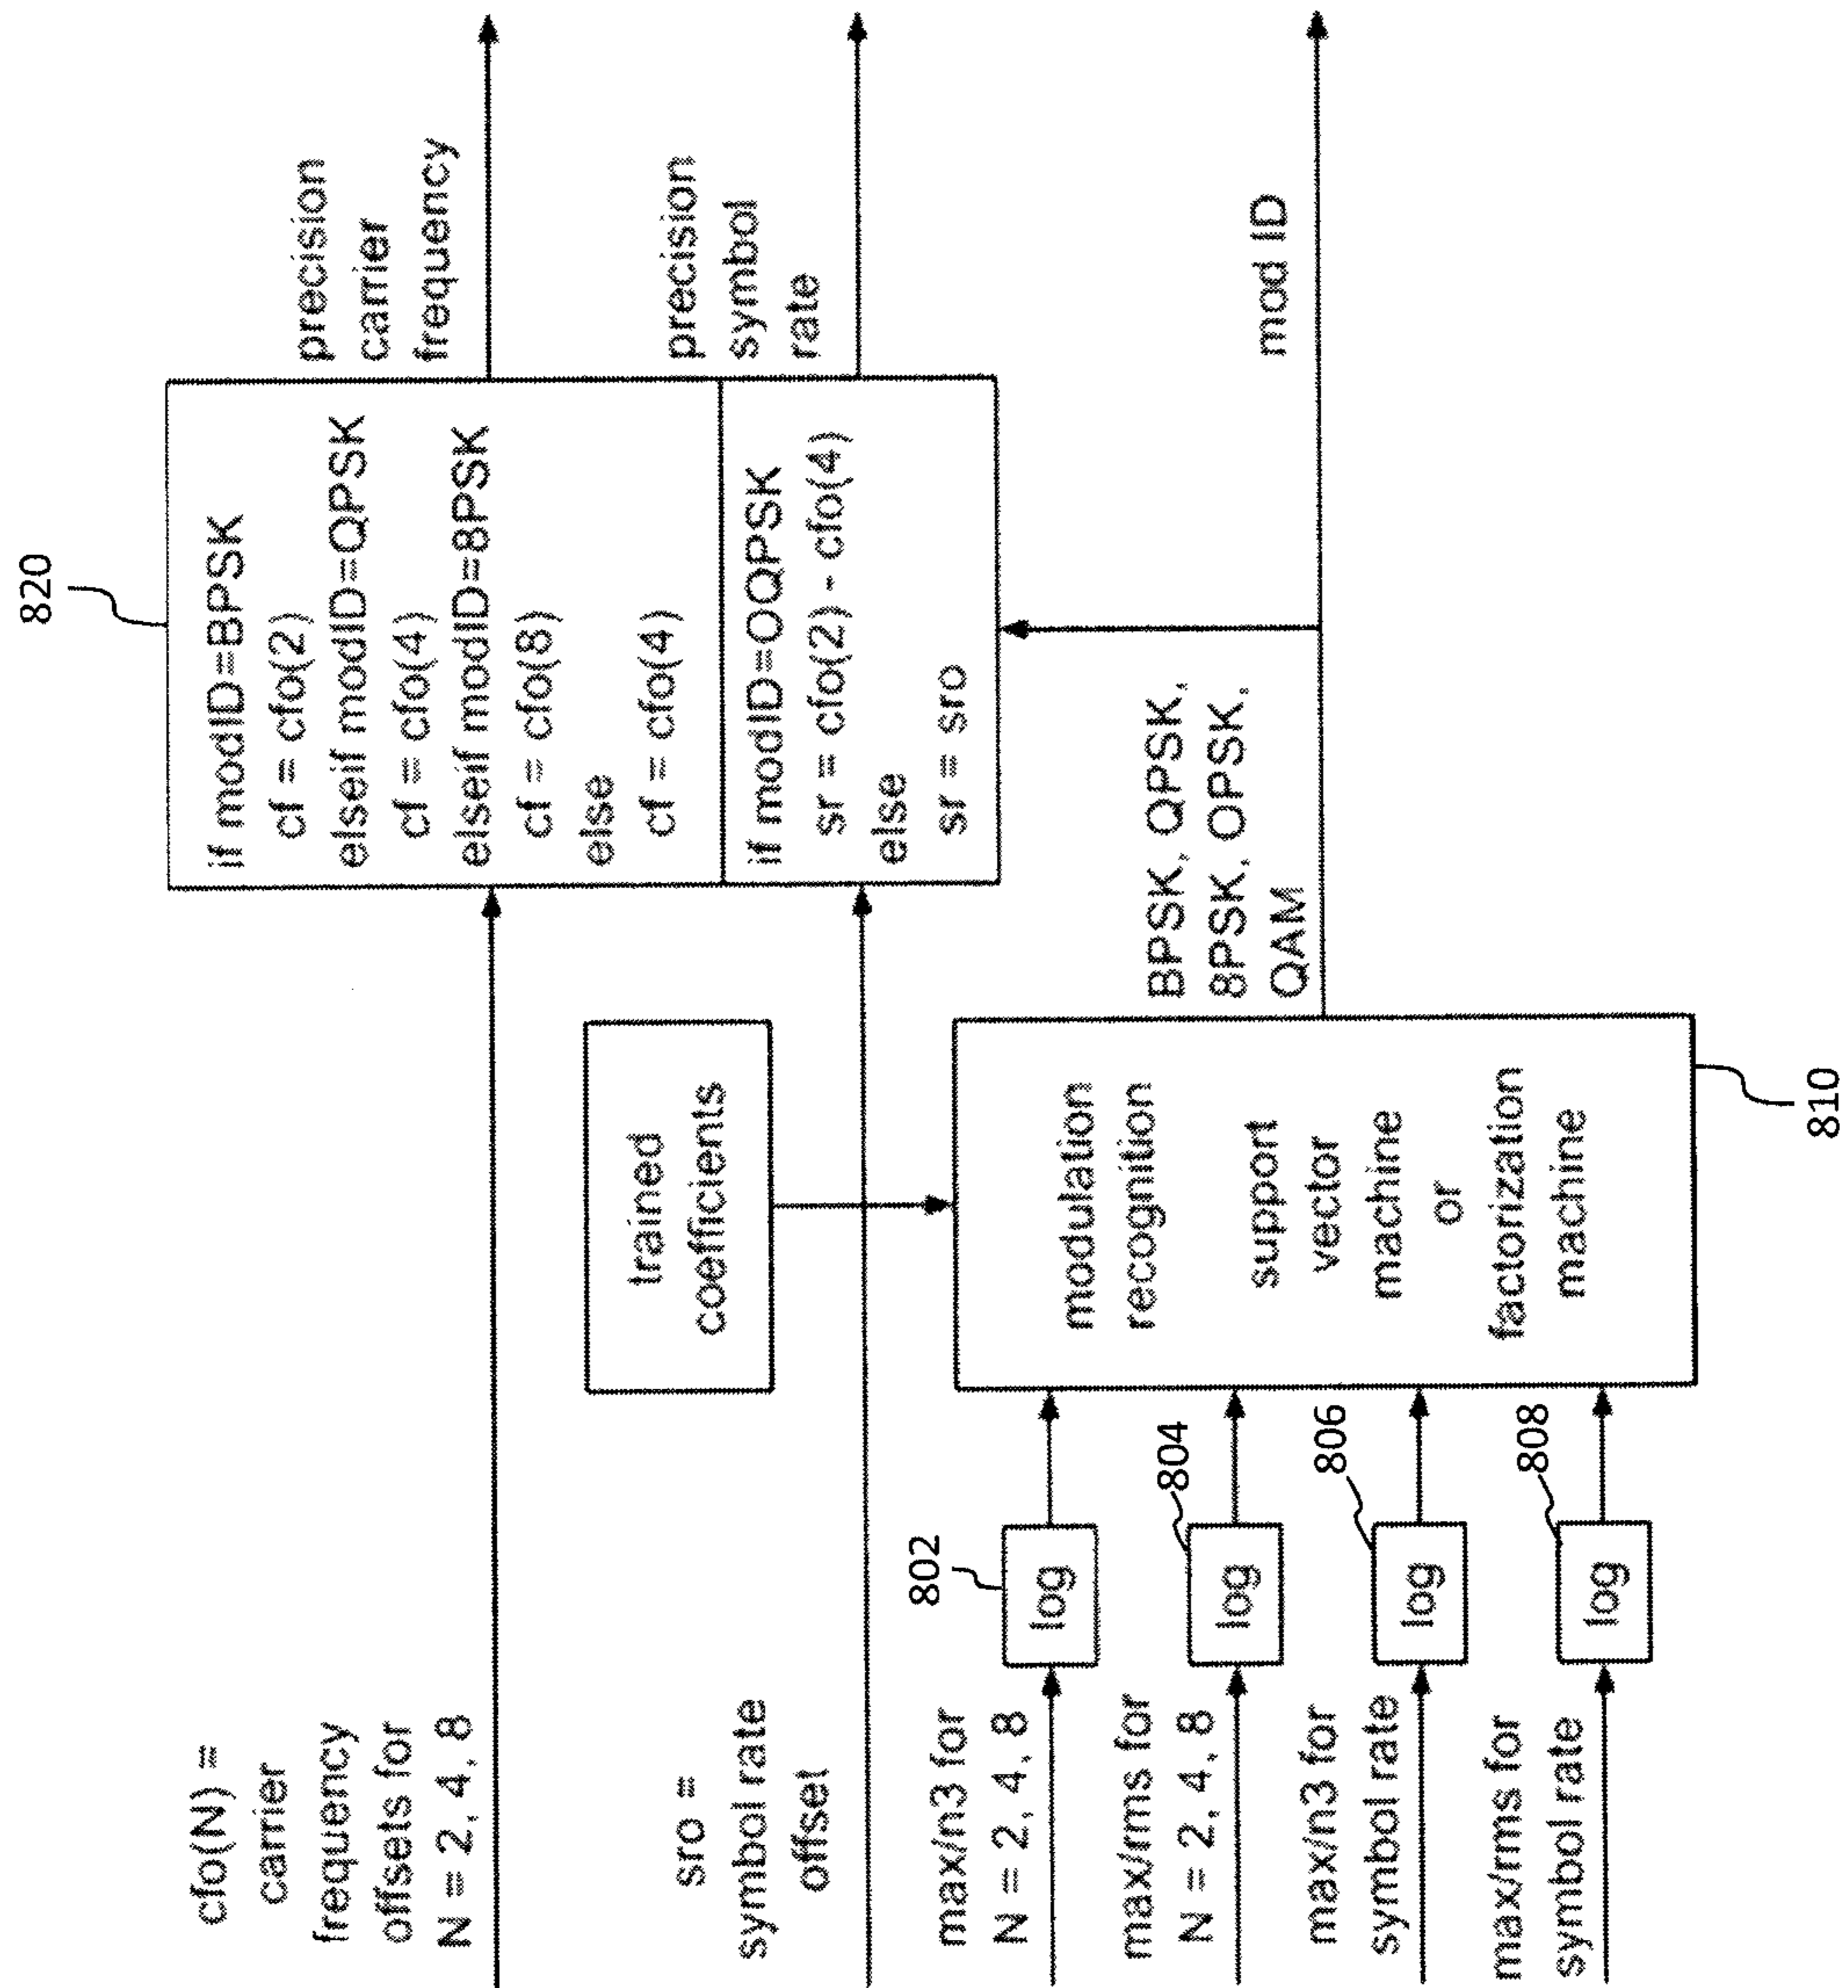 820
cfo(N) =
carrier
frequency
offsets for
N = 2, 4, 8
if modID=BPSK
cf = cfo(2)
elseif modID=QPSK
cf = cfo(4)
elseif modID=8PSK
cf = cfo(8)
else
cf = cfo(4)
precision
carrier
frequency
sro =
symbol rate
offset
if modID=OQPSK
sr = cfo(2) - cfo(4)
else
sr = sro
precision
symbol
rate
trained
coefficients
max/n3 for
N = 2, 4, 8
802
log
max/rms for
N = 2, 4, 8
804
log
max/n3 for
symbol rate
806
log
max/rms for
symbol rate
808
log
modulation
recognition
support
vector
machine
or
factorization
machine
810
BPSK, QPSK,
8PSK, OPSK,
QAM
mod ID